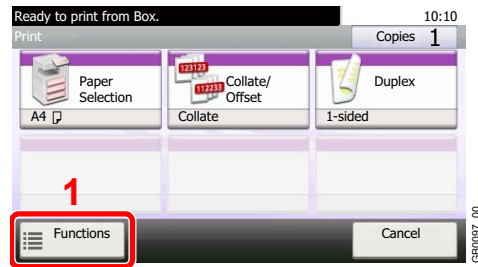 Ready to print from Box.
10:10
Print
Copies 1
Paper
Selection
123123
112233
Collate/
Offset
Duplex
A4
Collate
1-sided
1
Functions
Cancel
GB0097_00